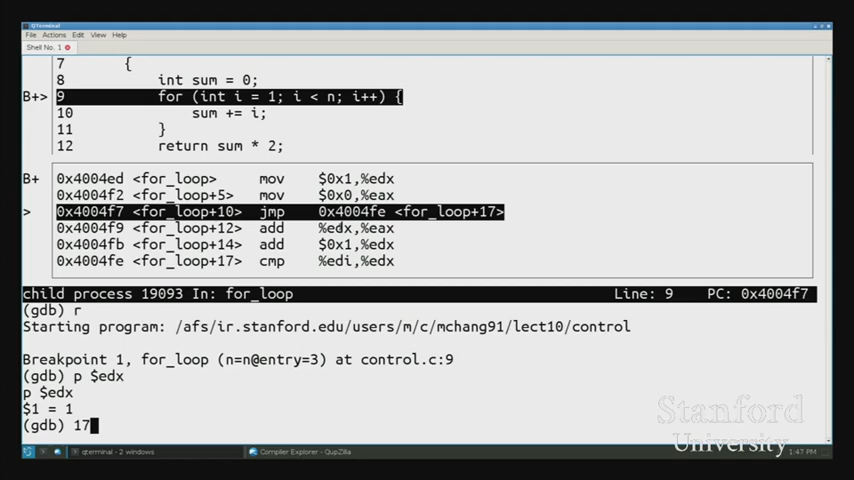 QTerminal
File Actions Edit View Help
Shell No. 1
7 {
8 int sum = 0;
B+> 9 for (int i = 1; i < n; i++) {
10 sum += i;
11 }
12 return sum * 2;
B+ 0x4004ed <for_loop> mov $0x1,%edx
0x4004f2 <for_loop+5> mov $0x0,%eax
> 0x4004f7 <for_loop+10> jmp 0x4004fe <for_loop+17>
0x4004f9 <for_loop+12> add %edx,%eax
0x4004fb <for_loop+14> add $0x1,%edx
0x4004fe <for_loop+17> cmp %edi,%edx
child process 19093 In: for_loop Line: 9 PC: 0x4004f7
(gdb) r
Starting program: /afs/ir.stanford.edu/users/m/c/mchang91/lect10/control
Breakpoint 1, for_loop (n=n@entry=3) at control.c:9
(gdb) p $edx
p $edx
$1 = 1
(gdb) 17
Stanford
University
qterminal - 2 windows Compiler Explorer - QupZilla 1:47 PM